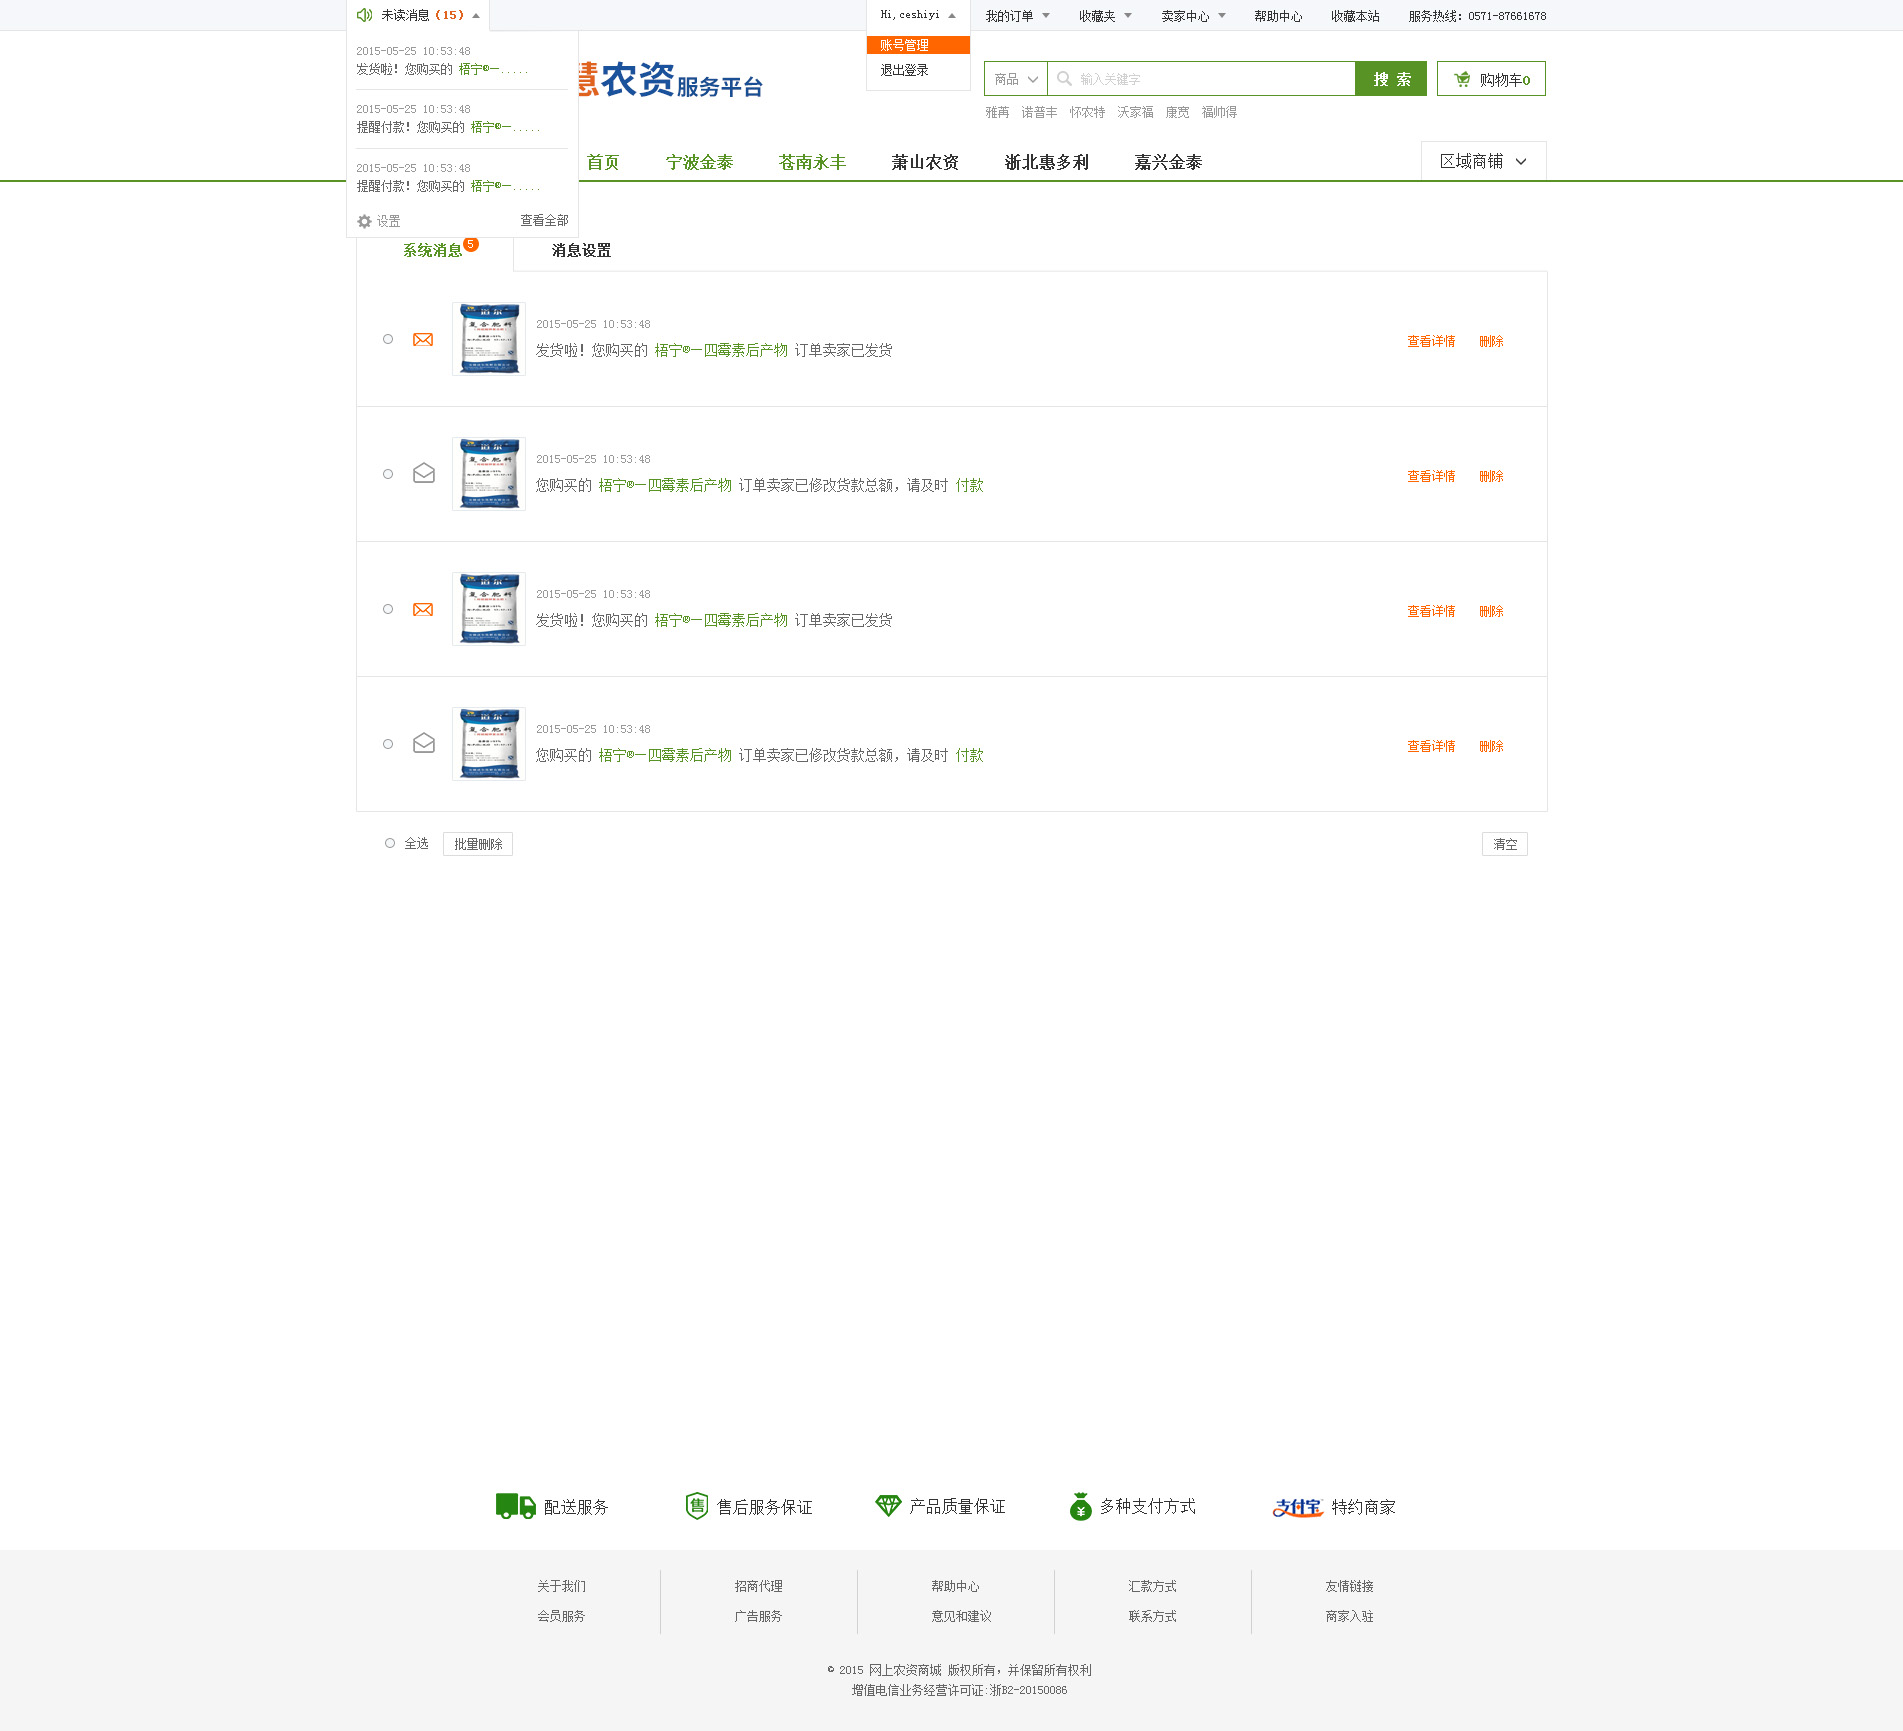 未读消息（15）
Hi,ceshiyi
我的订单
收藏夹
卖家中心
帮助中心
收藏本站
服务热线：0571-87661678
2015-05-25 10:53:48
发货啦！您购买的 梧宁®一.....
2015-05-25 10:53:48
提醒付款！您购买的 梧宁®一.....
2015-05-25 10:53:48
提醒付款！您购买的 梧宁®一.....
设置
查看全部
账号管理
退出登录
慧农资服务平台
商品
输入关键字
搜 索
购物车0
雅苒 诺普丰 怀农特 沃家福 康宽 福帅得
首页
宁波金泰
苍南永丰
萧山农资
浙北惠多利
嘉兴金泰
区域商铺
系统消息5
消息设置
复合肥料
2015-05-25 10:53:48
发货啦！您购买的 梧宁®一四霉素后产物 订单卖家已发货
查看详情 删除
复合肥料
2015-05-25 10:53:48
您购买的 梧宁®一四霉素后产物 订单卖家已修改货款总额，请及时 付款
查看详情 删除
复合肥料
2015-05-25 10:53:48
发货啦！您购买的 梧宁®一四霉素后产物 订单卖家已发货
查看详情 删除
复合肥料
2015-05-25 10:53:48
您购买的 梧宁®一四霉素后产物 订单卖家已修改货款总额，请及时 付款
查看详情 删除
全选
批量删除
清空
配送服务
售 售后服务保证
产品质量保证
¥ 多种支付方式
支付宝 特约商家
关于我们
招商代理
帮助中心
汇款方式
友情链接
会员服务
广告服务
意见和建议
联系方式
商家入驻
© 2015 网上农资商城 版权所有，并保留所有权利
增值电信业务经营许可证:浙B2-20150086